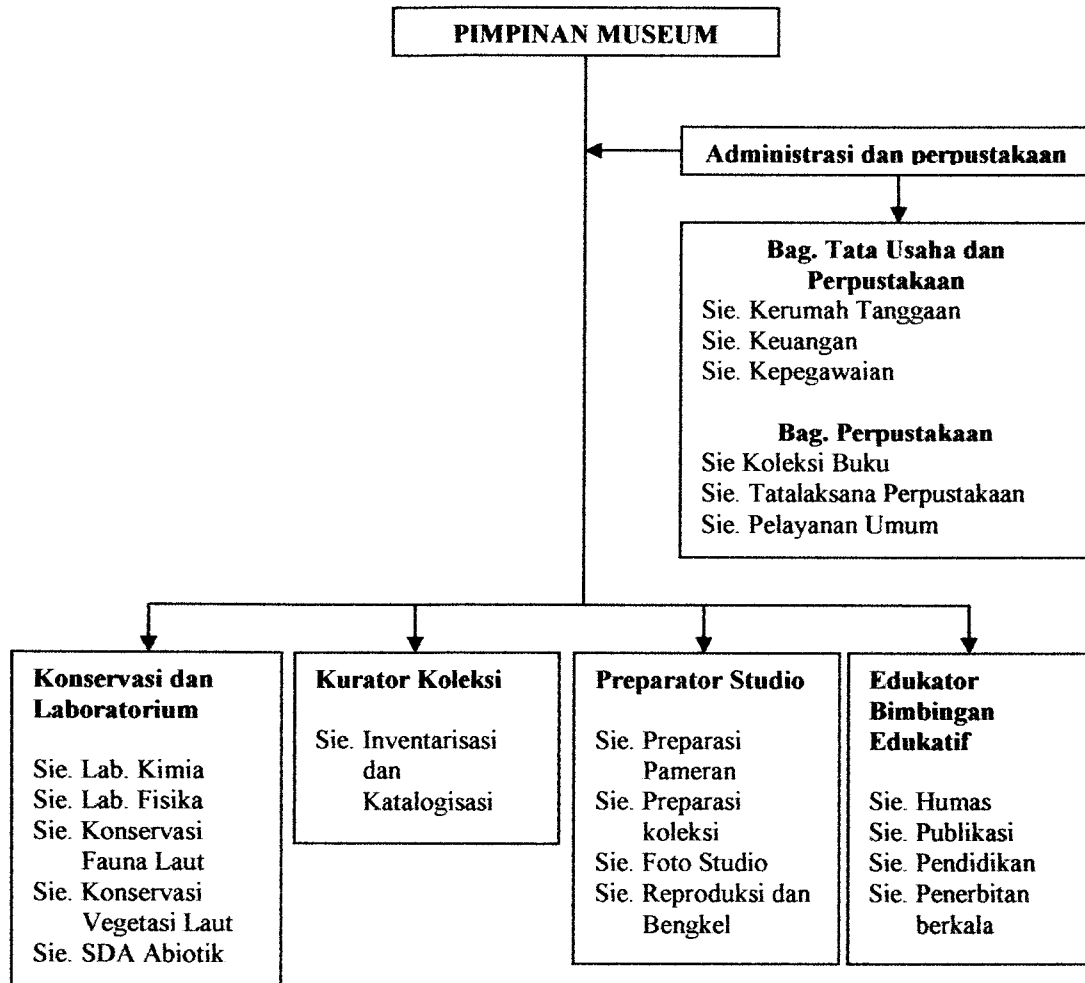 PIMPINAN MUSEUM
Administrasi dan perpustakaan
Bag. Tata Usaha dan
Perpustakaan
Sie. Kerumah Tanggaan
Sie. Keuangan
Sie. Kepegawaian
Bag. Perpustakaan
Sie Koleksi Buku
Sie. Tatalaksana Perpustakaan
Sie. Pelayanan Umum
Konservasi dan
Laboratorium
Sie. Lab. Kimia
Sie. Lab. Fisika
Sie. Konservasi
Fauna Laut
Sie. Konservasi
Vegetasi Laut
Sie. SDA Abiotik
Kurator Koleksi
Sie. Inventarisasi
dan
Katalogisasi
Preparator Studio
Sie. Preparasi
Pameran
Sie. Preparasi
koleksi
Sie. Foto Studio
Sie. Reproduksi dan
Bengkel
Edukator
Bimbingan
Edukatif
Sie. Humas
Sie. Publikasi
Sie. Pendidikan
Sie. Penerbitan
berkala